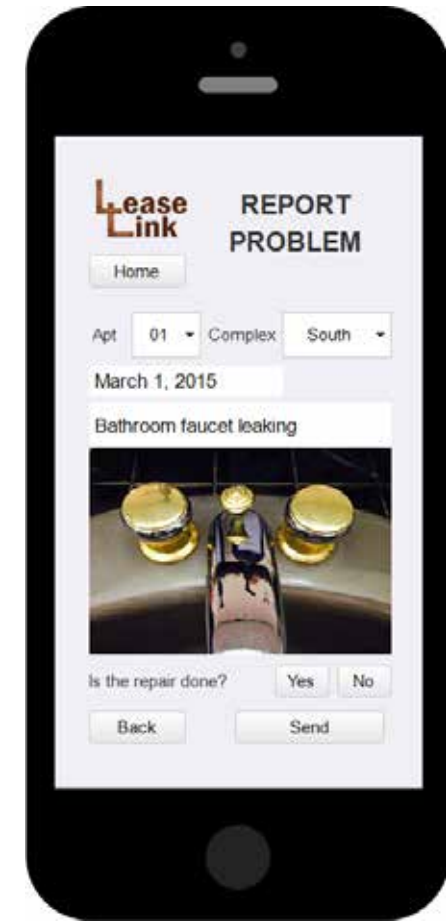 Lease
Link
REPORT
PROBLEM
Home
Apt 01 Complex South
March 1, 2015
Bathroom faucet leaking
Is the repair done? Yes No
Back Send